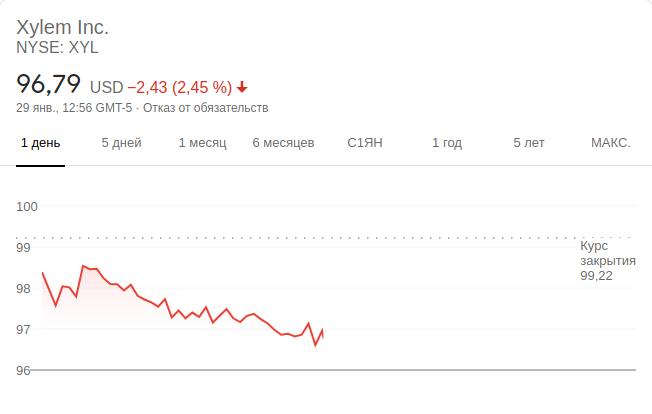 Xylem Inc.
NYSE: XYL
96,79 USD −2,43 (2,45 %)
29 янв., 12:56 GMT-5 · Отказ от обязательств
1 день 5 дней 1 месяц 6 месяцев С1ЯН 1 год 5 лет МАКС.
100
99
98
97
96
Курс
закрытия
99,22